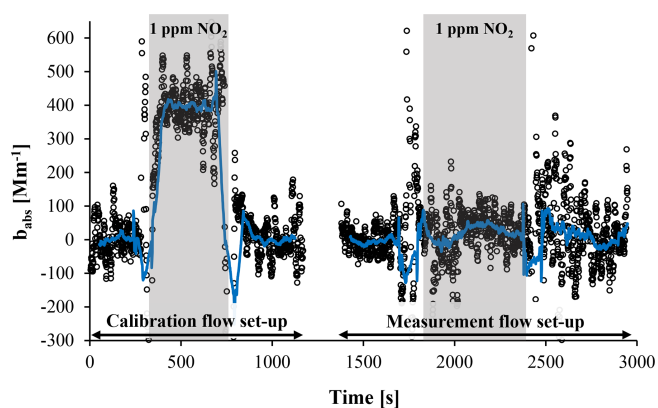 1 ppm NO₂
1 ppm NO₂
600
500
400
300
200
100
0
-100
-200
-300
b_abs [Mm⁻¹]
Calibration flow set-up
Measurement flow set-up
0
500
1000
1500
2000
2500
3000
Time [s]